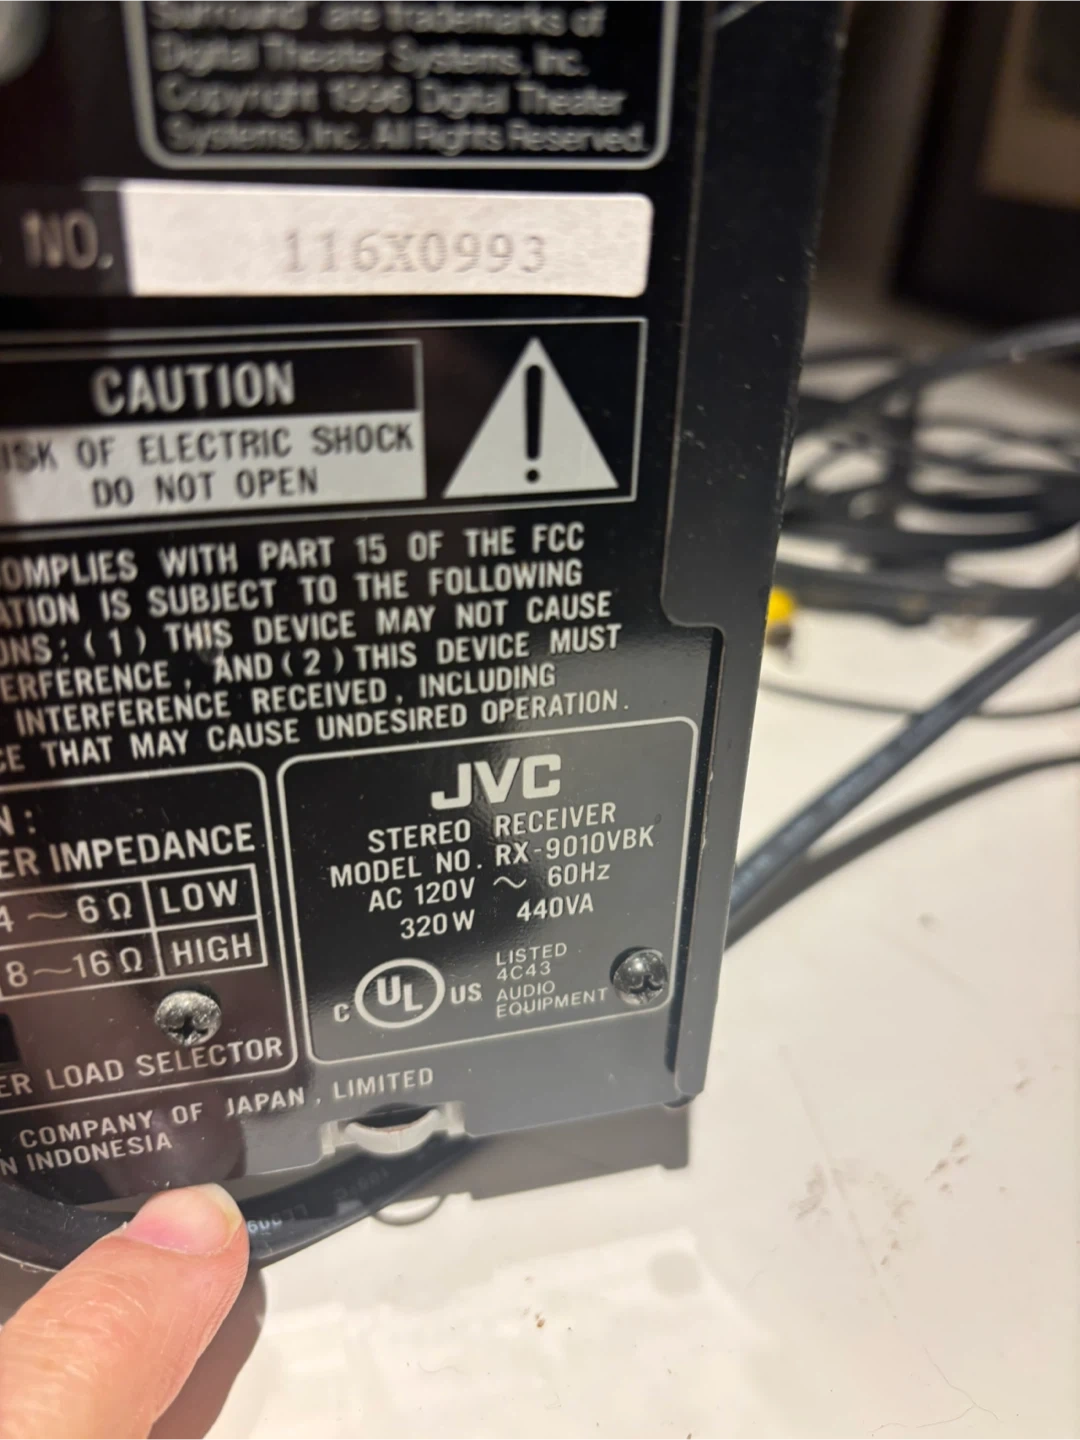 Surround" are trademarks of
Digital Theater Systems, Inc.
Copyright 1996 Digital Theater
Systems, Inc. All Rights Reserved.
NO. 116X0993
CAUTION
ISK OF ELECTRIC SHOCK
DO NOT OPEN
OMPLIES WITH PART 15 OF THE FCC
ATION IS SUBJECT TO THE FOLLOWING
ONS: (1) THIS DEVICE MAY NOT CAUSE
ERFERENCE, AND (2) THIS DEVICE MUST
INTERFERENCE RECEIVED, INCLUDING
CE THAT MAY CAUSE UNDESIRED OPERATION.
N:
ER IMPEDANCE
4~6Ω LOW
8~16Ω HIGH
ER LOAD SELECTOR
JVC
STEREO RECEIVER
MODEL NO. RX-9010VBK
AC 120V ~ 60Hz
320W 440VA
C UL US
LISTED
4C43
AUDIO
EQUIPMENT
COMPANY OF JAPAN, LIMITED
N INDONESIA